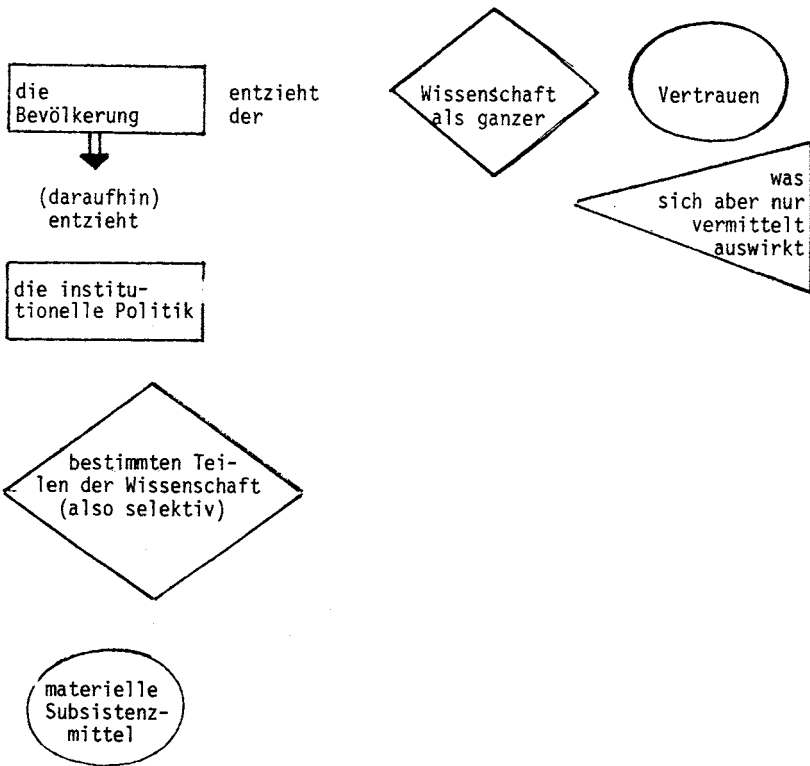 die
Bevölkerung
entzieht
der
Wissenschaft
als ganzer
Vertrauen
was
sich aber nur
vermittelt
auswirkt
(daraufhin)
entzieht
die institu-
tionelle Politik
bestimmten Tei-
len der Wissenschaft
(also selektiv)
materielle
Subsistenz-
mittel